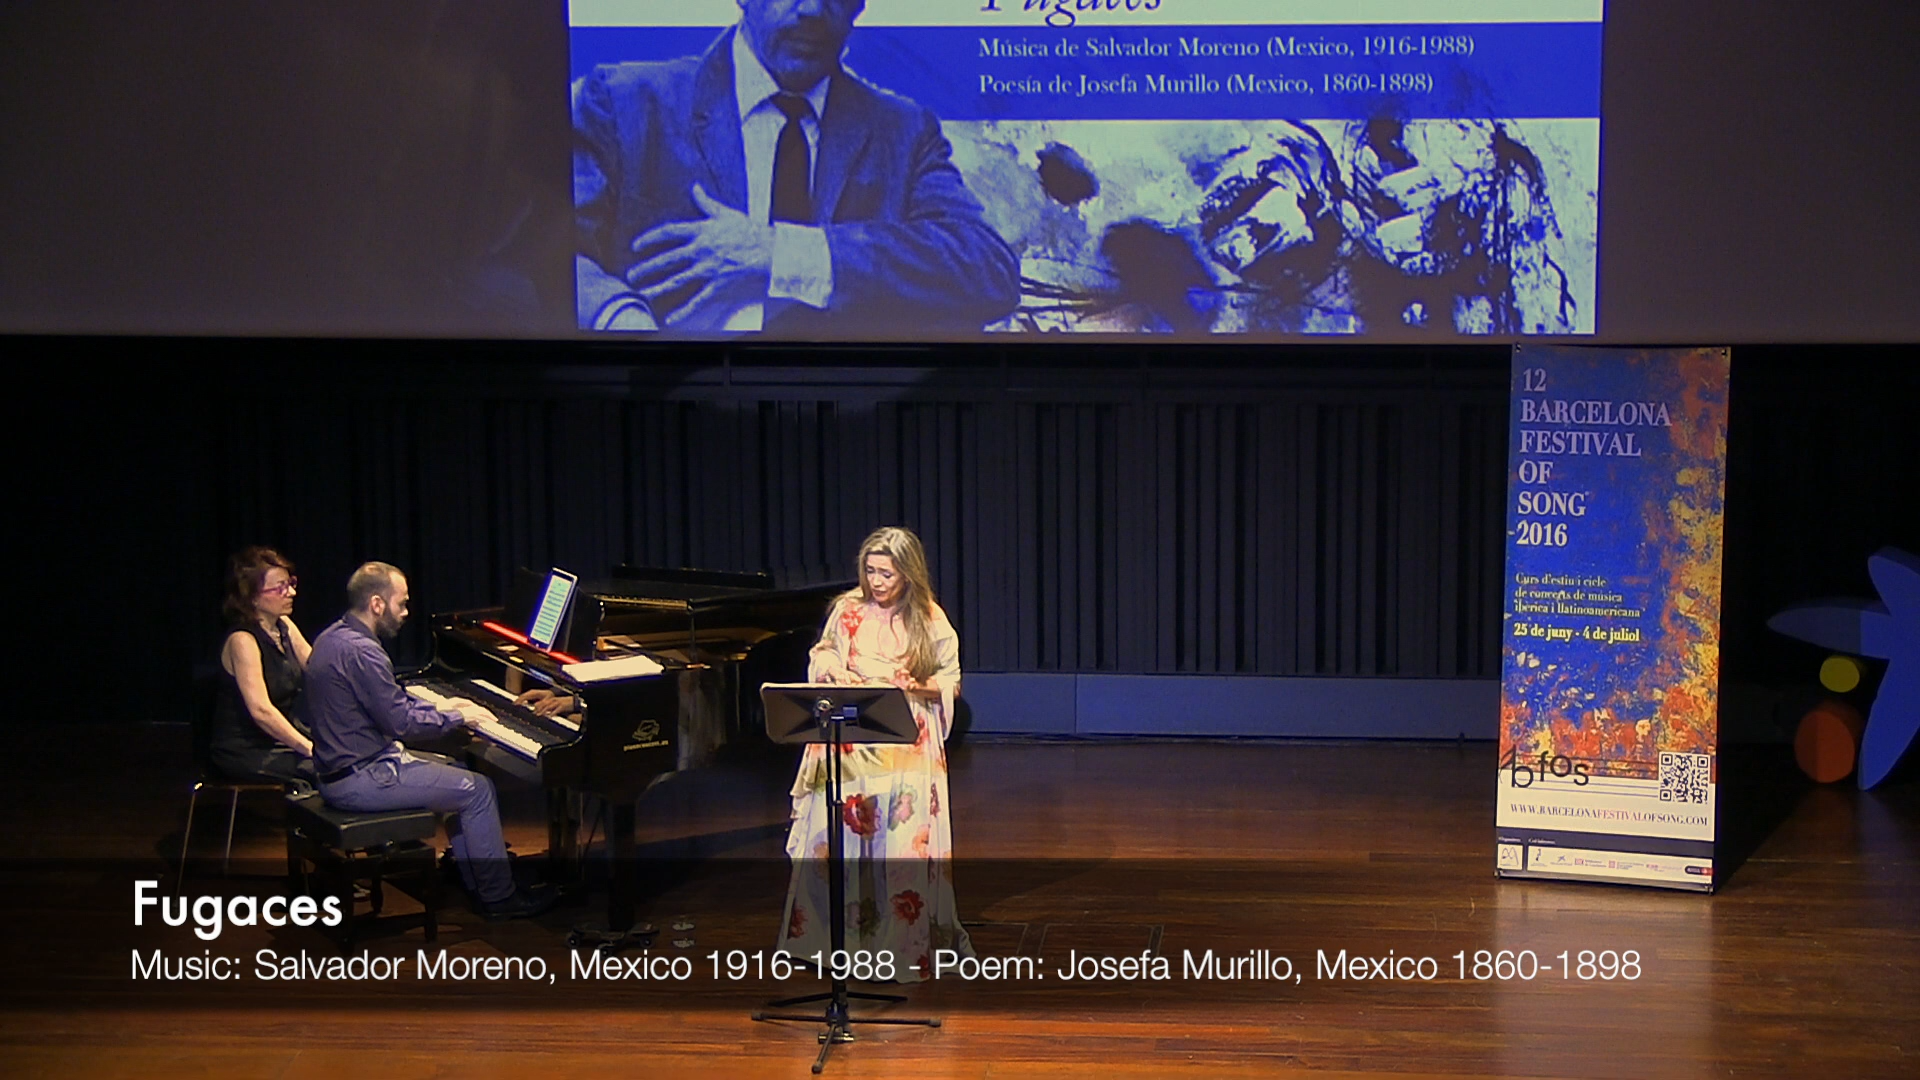 Fugaces
Música de Salvador Moreno (Mexico, 1916-1988)
Poesía de Josefa Murillo (Mexico, 1860-1898)
12
BARCELONA
FESTIVAL
OF
SONG
2016
Curs d'estiu i cicle
de concerts de música
ibèrica i llatinoamericana
25 de juny - 4 de juliol
bfos
WWW.BARCELONAFESTIVALOFSONG.COM
Fugaces
Music: Salvador Moreno, Mexico 1916-1988 - Poem: Josefa Murillo, Mexico 1860-1898